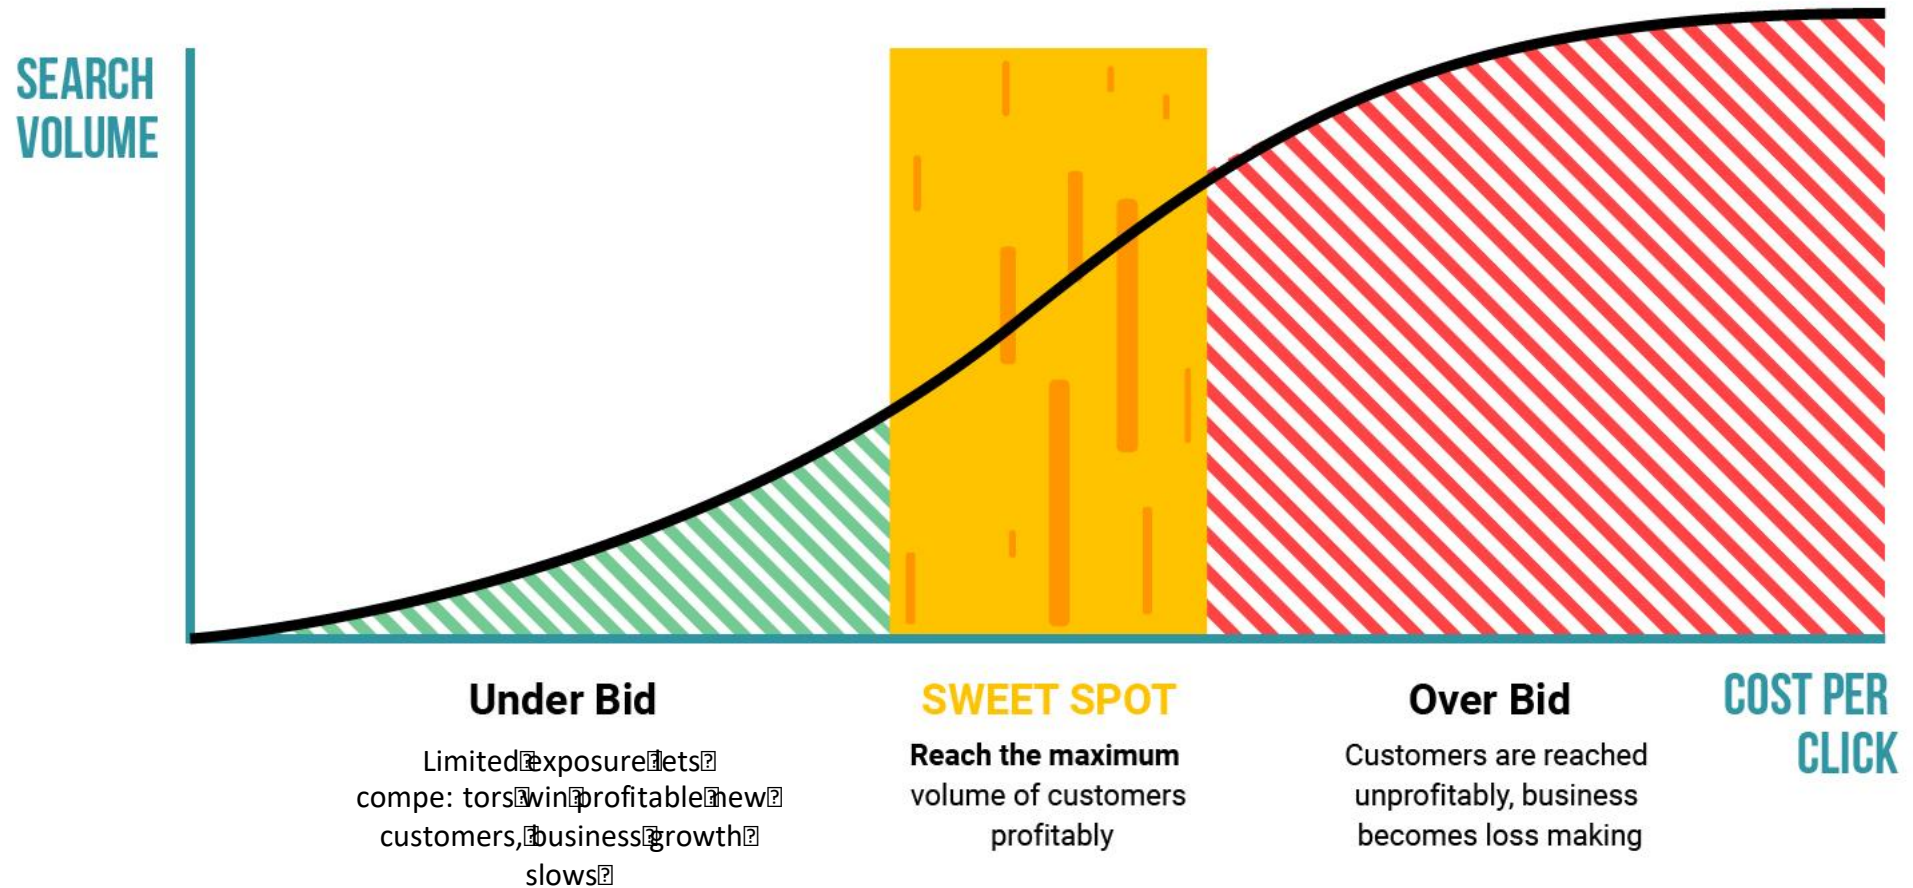 SEARCH
VOLUME
Under Bid
Limited⍰exposure⍰lets⍰
compe: tors⍰win⍰profitable⍰new⍰
customers,⍰business⍰growth⍰
slows⍰
SWEET SPOT
Reach the maximum
volume of customers
profitably
Over Bid
Customers are reached
unprofitably, business
becomes loss making
COST PER
CLICK